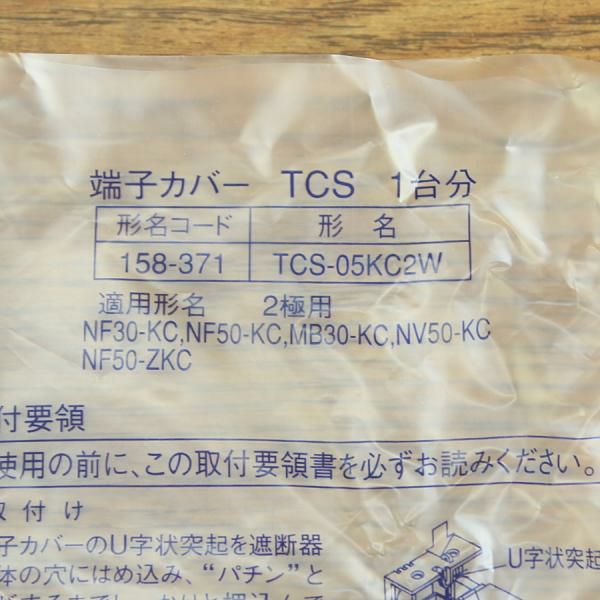 端子カバー　TCS　1台分
形名コード　形　名
158-371　TCS-05KC2W
適用形名　2極用
NF30-KC,NF50-KC,MB30-KC,NV50-KC
NF50-ZKC
付要領
使用の前に、この取付要領書を必ずお読みください。
付け
子カバーのU字状突起を遮断器
体の穴にはめ込み、“パチン”と
U字状突起